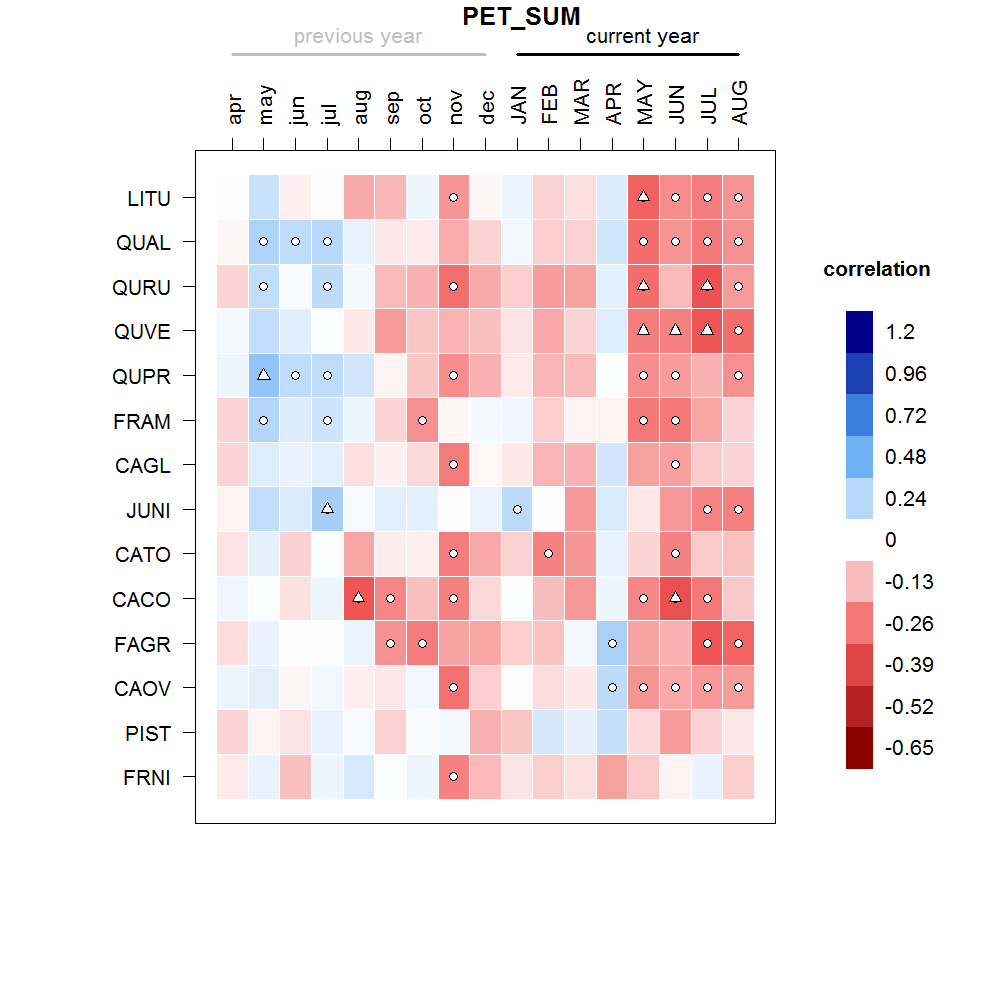 PET_SUM
previous year current year
apr may jun jul aug sep oct nov dec JAN FEB MAR APR MAY JUN JUL AUG
LITU
QUAL
QURU
QUVE
QUPR
FRAM
CAGL
JUNI
CATO
CACO
FAGR
CAOV
PIST
FRNI
correlation
1.2
0.96
0.72
0.48
0.24
0
-0.13
-0.26
-0.39
-0.52
-0.65